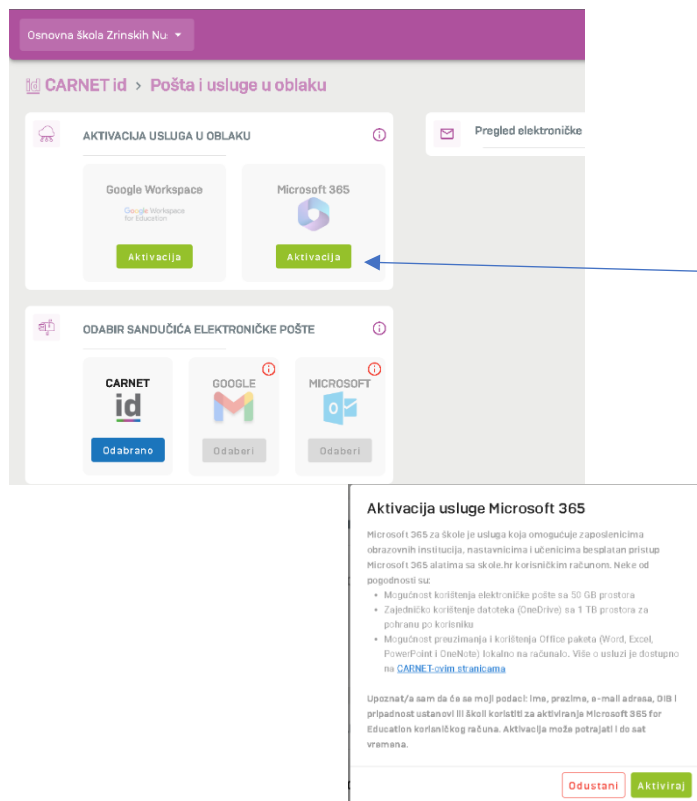 Osnovna škola Zrinskih Nu:
CARNET id > Pošta i usluge u oblaku
AKTIVACIJA USLUGA U OBLAKU
Pregled elektroničke
Google Workspace
Microsoft 365
Google Workspace
for Education
Aktivacija
Aktivacija
ODABIR SANDUČIĆA ELEKTRONIČKE POŠTE
CARNET
id
GOOGLE
MICROSOFT
Odabrano
Odaberi
Odaberi
Aktivacija usluge Microsoft 365
Microsoft 365 za škole je usluga koja omogućuje zaposlenicima
obrazovnih institucija, nastavnicima i učenicima besplatan pristup
Microsoft 365 alatima sa skole.hr korisničkim računom. Neke od
pogodnosti su:
• Mogućnost korištenja elektroničke pošte sa 50 GB prostora
• Zajedničko korištenje datoteka (OneDrive) sa 1 TB prostora za
pohranu po korisniku
• Mogućnost preuzimanja i korištenja Office paketa (Word, Excel,
PowerPoint i OneNote) lokalno na računalo. Više o usluzi je dostupno
na CARNET-ovim stranicama
Upoznat/a sam da će se moji podaci: ime, prezime, e-mail adresa, OIB i
pripadnost ustanovi ili školi koristiti za aktiviranje Microsoft 365 for
Education korisničkog računa. Aktivacija može potrajati i do sat
vremena.
Odustani
Aktiviraj